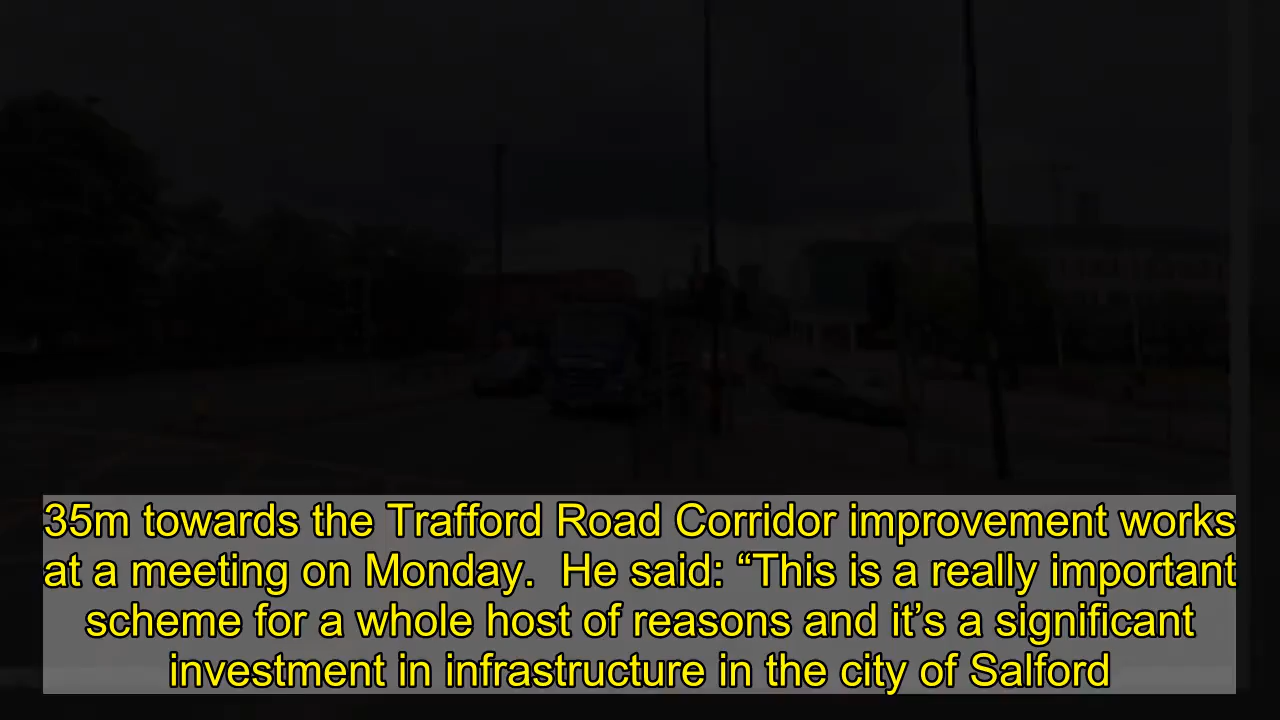 35m towards the Trafford Road Corridor improvement works
at a meeting on Monday.  He said: “This is a really important
scheme for a whole host of reasons and it’s a significant
investment in infrastructure in the city of Salford